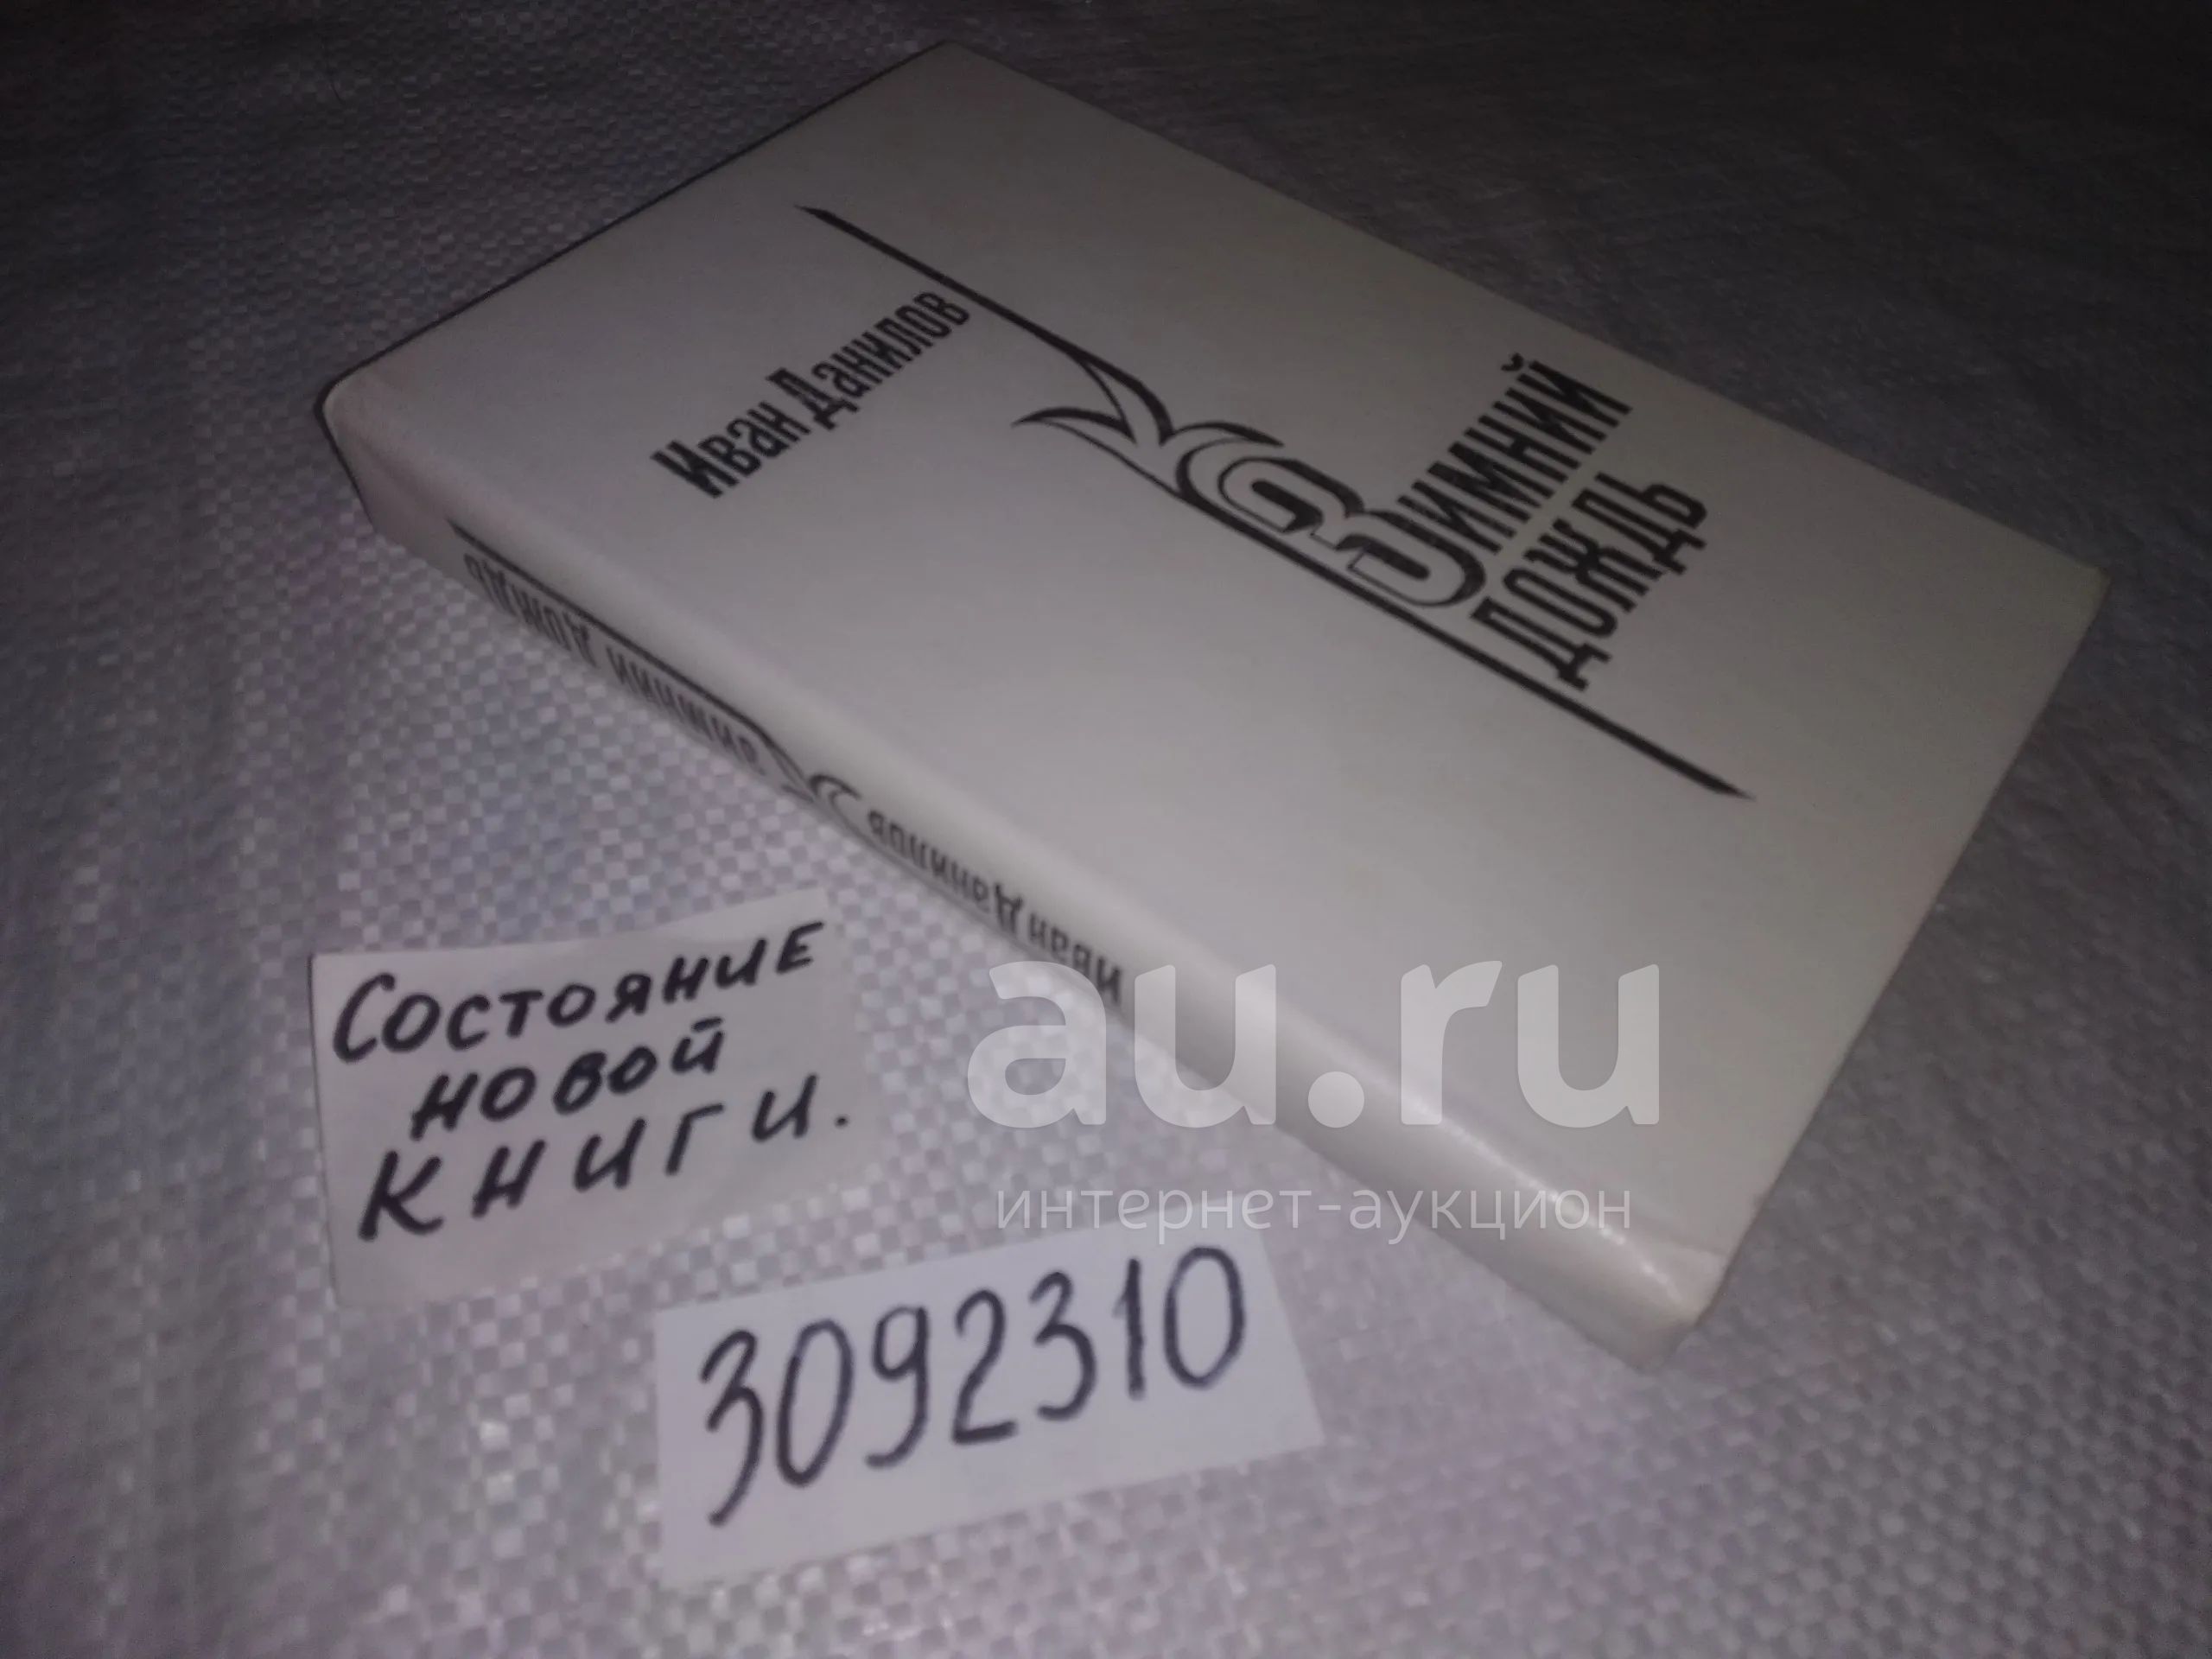 Иван Данилов
Зимний
дождь
Иван Данилов
Зимний дождь
Состояние
новой
книги.
3092310
au.ru
интернет-аукцион